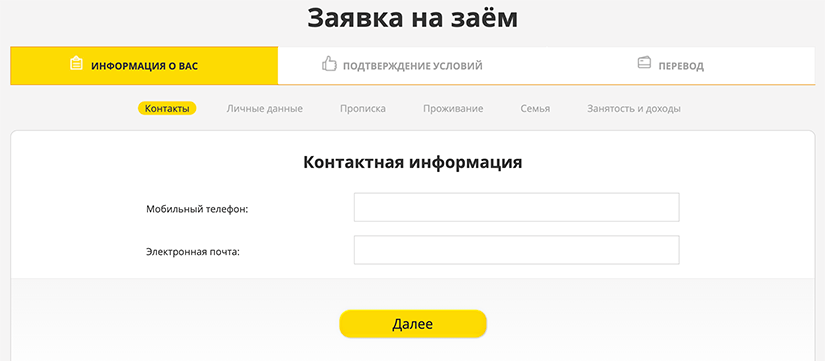 Заявка на заём
ИНФОРМАЦИЯ О ВАС ПОДТВЕРЖДЕНИЕ УСЛОВИЙ ПЕРЕВОД
Контакты Личные данные Прописка Проживание Семья Занятость и доходы
Контактная информация
Мобильный телефон:
Электронная почта:
Далее